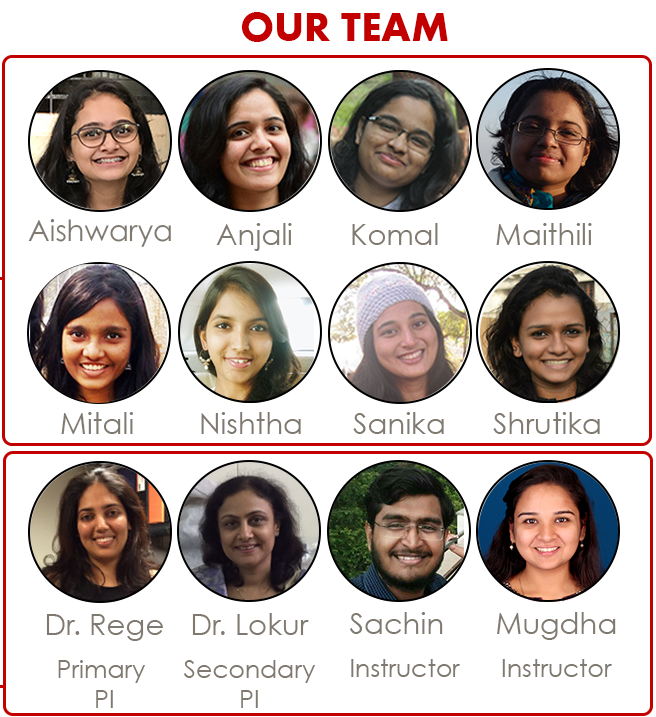 OUR TEAM
Aishwarya Anjali Komal Maithili
Mitali Nishtha Sanika Shrutika
Dr. Rege Dr. Lokur Sachin Mugdha
Primary Secondary Instructor Instructor
PI PI